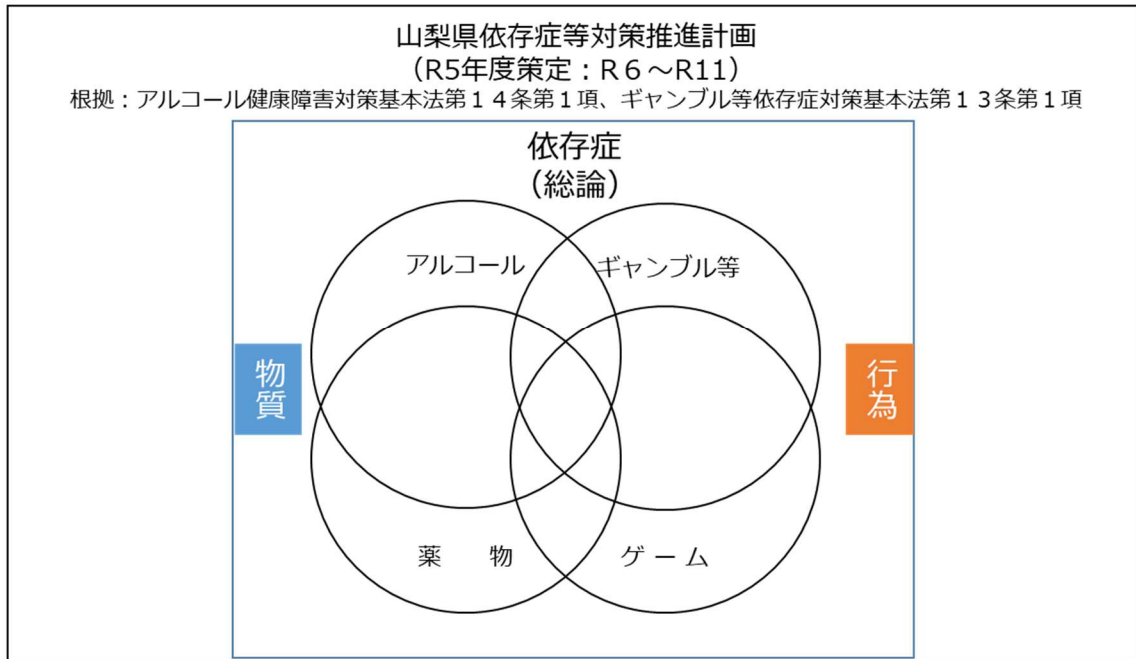 山梨県依存症等対策推進計画
（R5年度策定：R６～R11）
根拠：アルコール健康障害対策基本法第１４条第１項、ギャンブル等依存症対策基本法第１３条第１項
依存症
（総論）
アルコール
ギャンブル等
物質
行為
薬　　物
ゲ ー ム